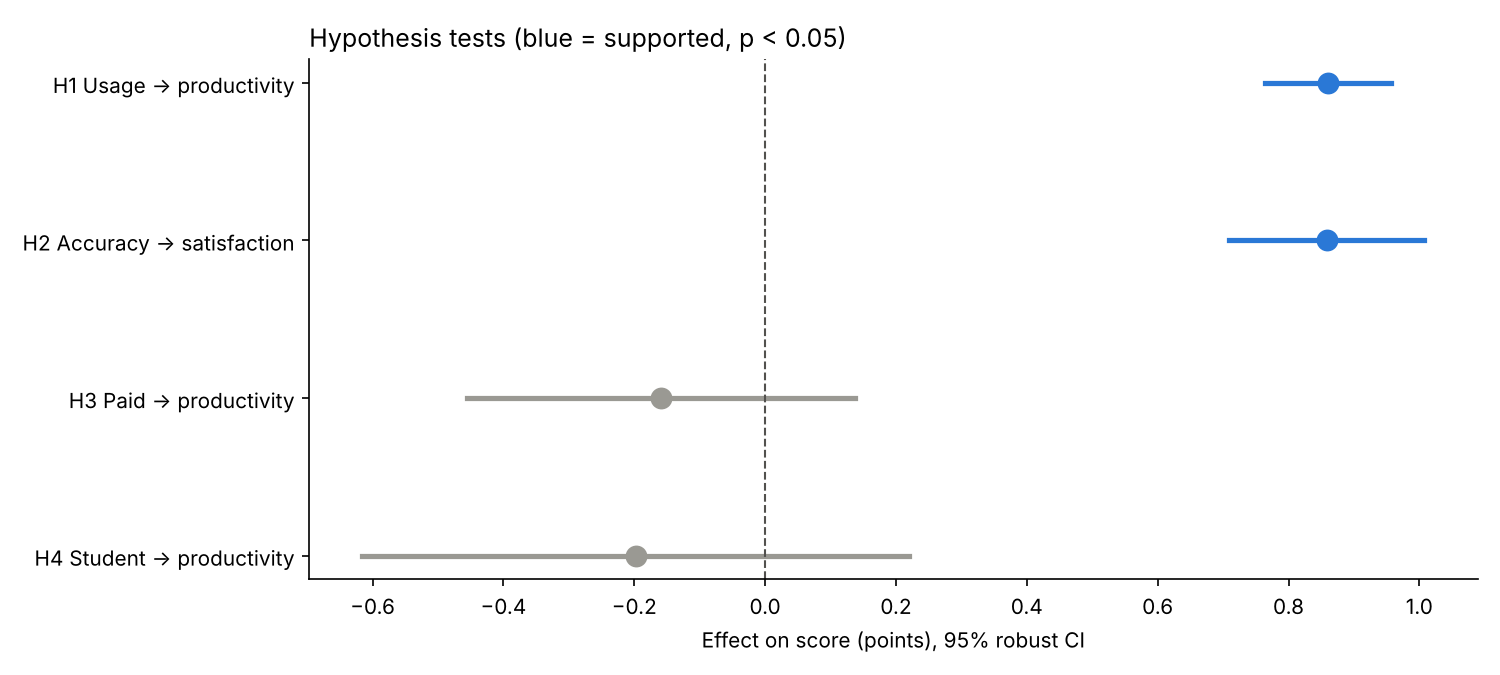 Hypothesis tests (blue = supported, p < 0.05)
H1 Usage → productivity
H2 Accuracy → satisfaction
H3 Paid → productivity
H4 Student → productivity
−0.6 −0.4 −0.2 0.0 0.2 0.4 0.6 0.8 1.0
Effect on score (points), 95% robust CI